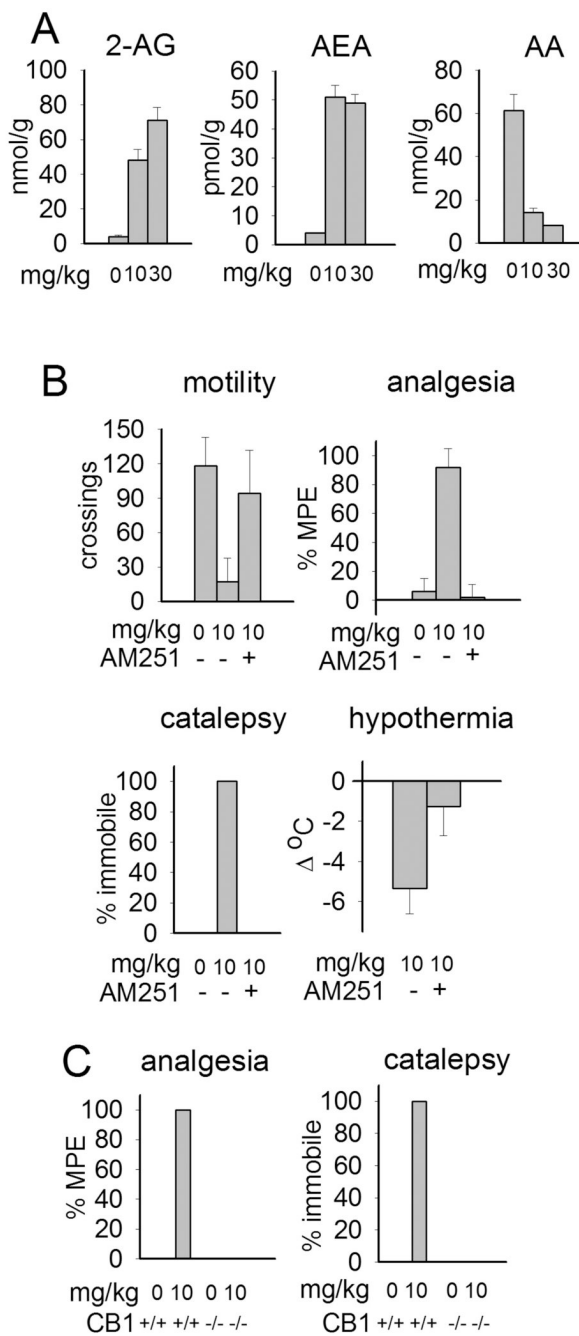 A
2-AG AEA AA
nmol/g pmol/g nmol/g
100 60 80
80 50 60
60 40 40
40 30 20
20 20 0
0 10
0
mg/kg 0 10 30 mg/kg 0 10 30 mg/kg 0 10 30
B
motility analgesia
crossings % MPE
150 100
120 80
90 60
60 40
30 20
0 0
mg/kg 0 10 10 mg/kg 0 10 10
AM251 - - + AM251 - - +
catalepsy hypothermia
% immobile Δ °C
100 0
80 -2
60 -4
40 -6
20
0
mg/kg 0 10 10 mg/kg 10 10
AM251 - - + AM251 - +
C
analgesia catalepsy
% MPE % immobile
100 100
80 80
60 60
40 40
20 20
0 0
mg/kg 0 10 0 10 mg/kg 0 10 0 10
CB1 +/+ +/+ -/- -/- CB1 +/+ +/+ -/- -/-